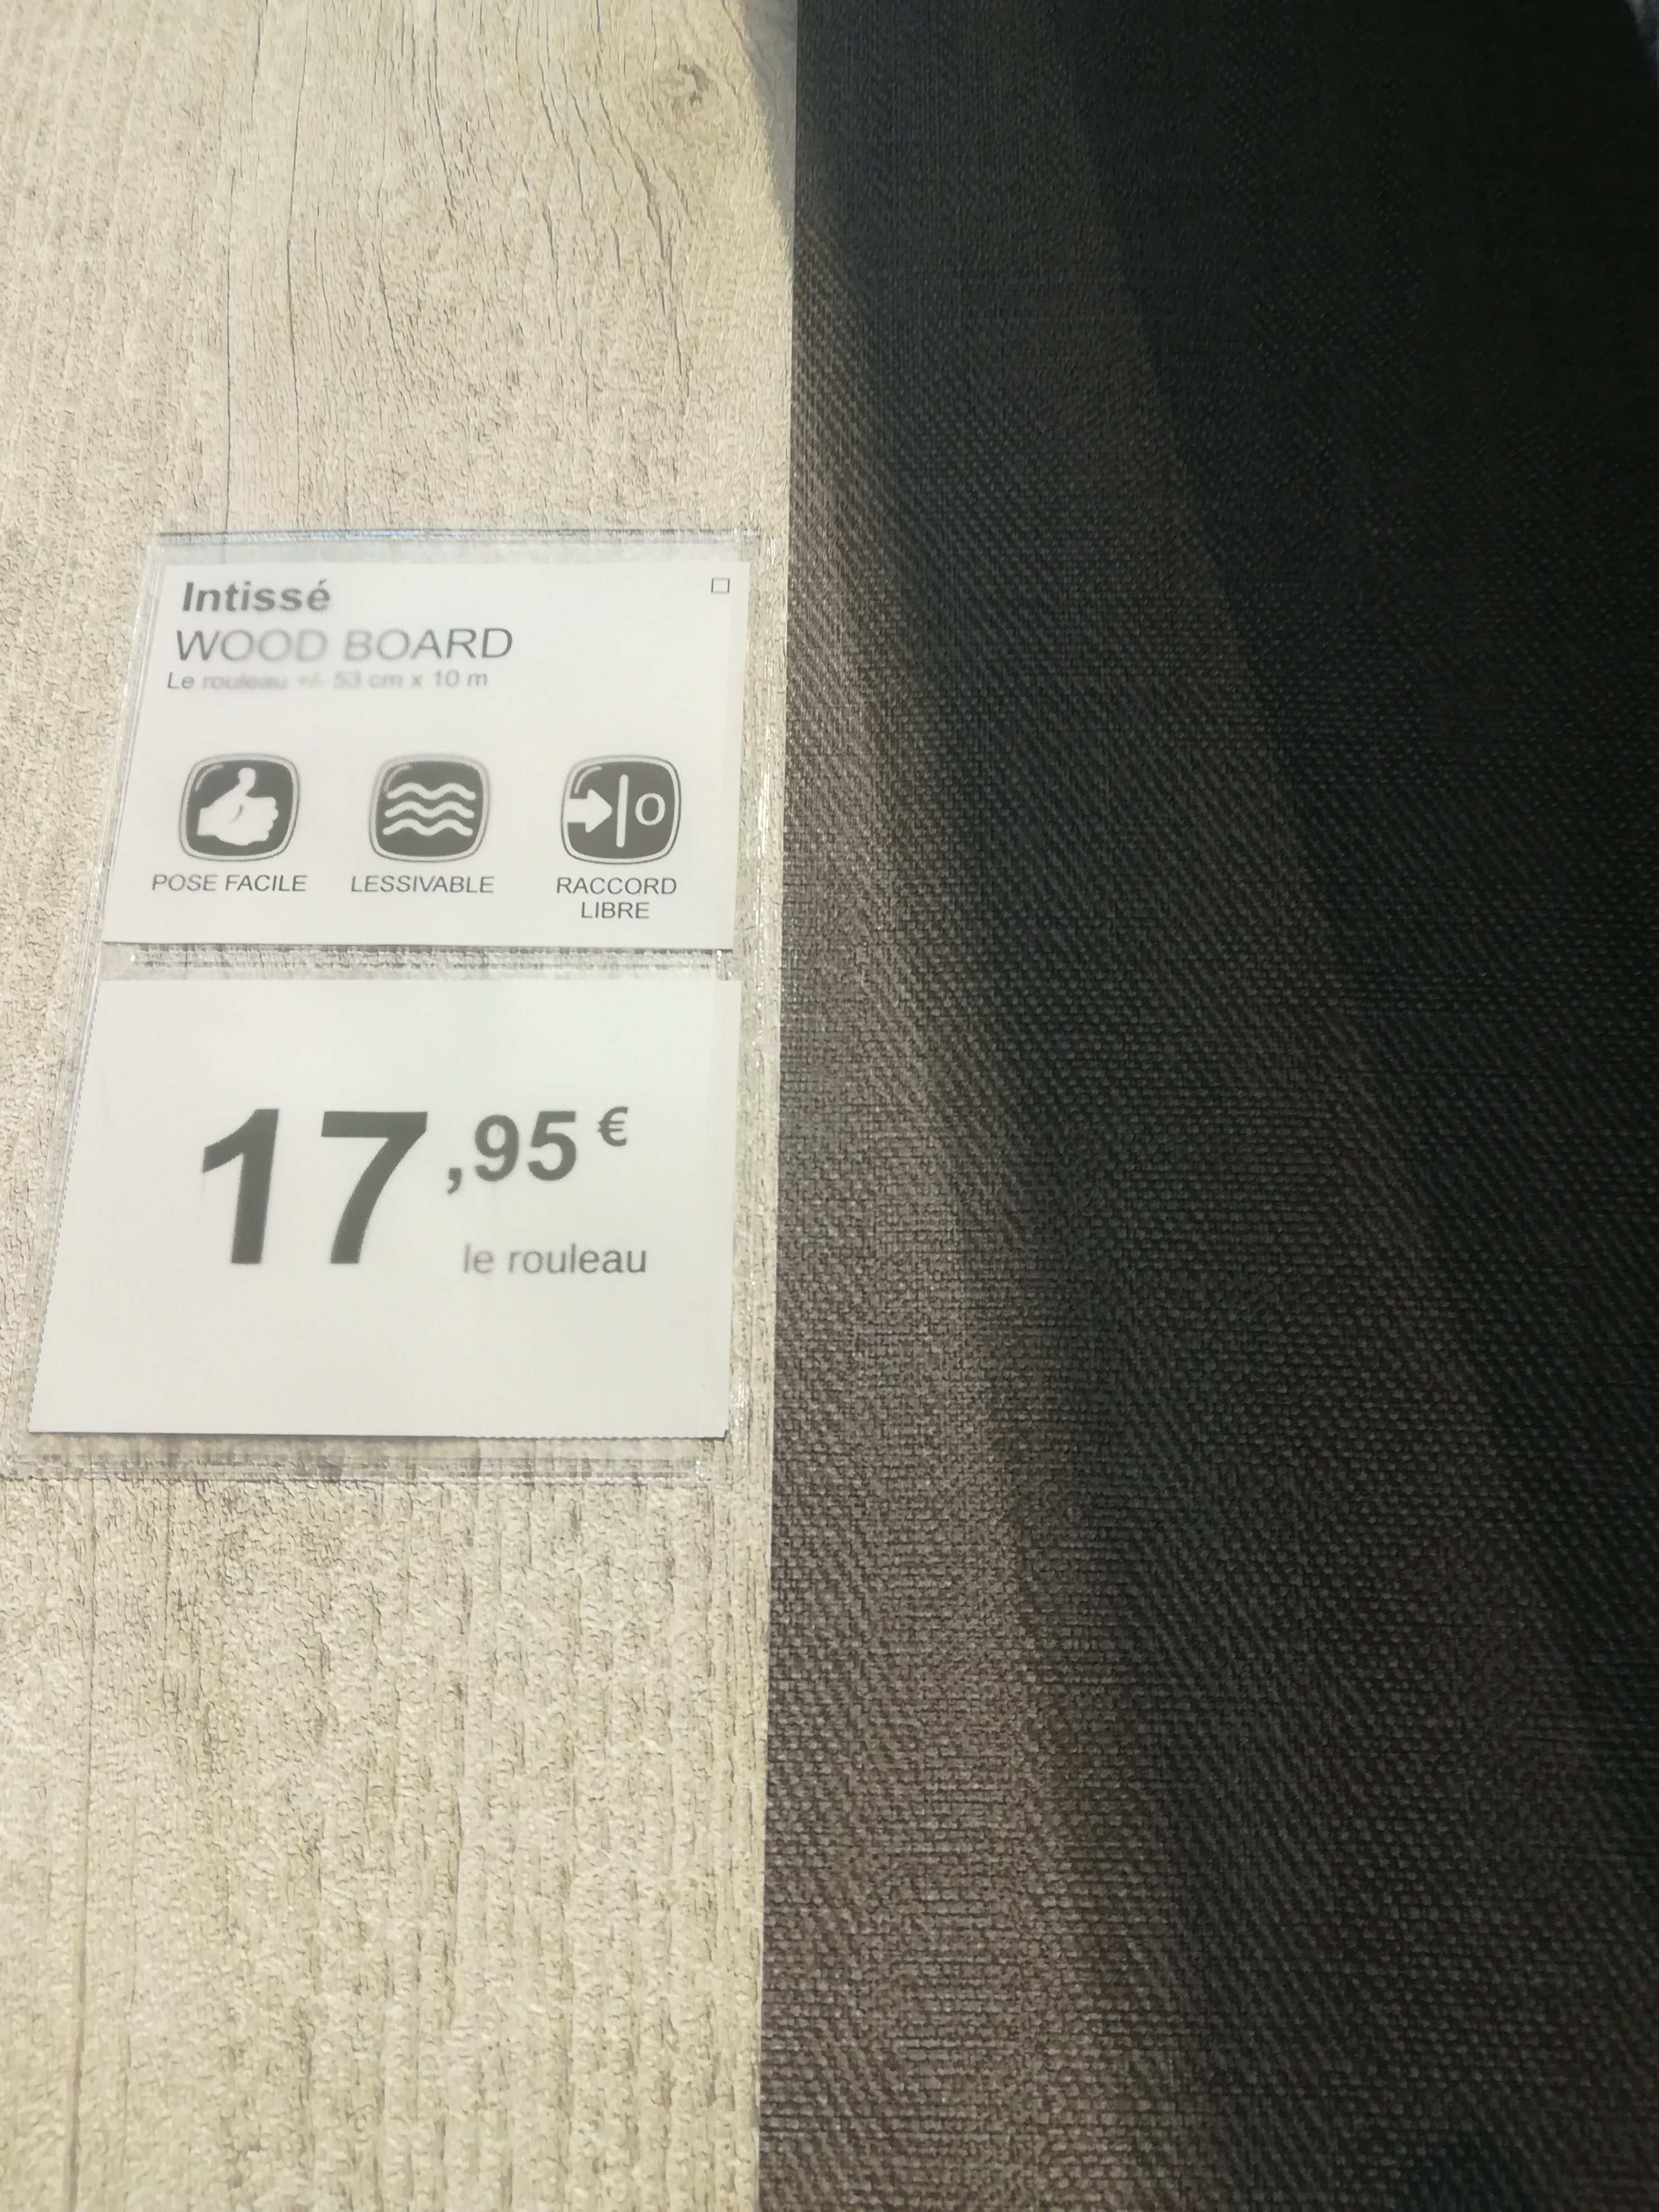 Intissé
WOOD BOARD
Le rouleau +/- 53 cm x 10 m
POSE FACILE
LESSIVABLE
RACCORD
LIBRE
17,95 €
le rouleau